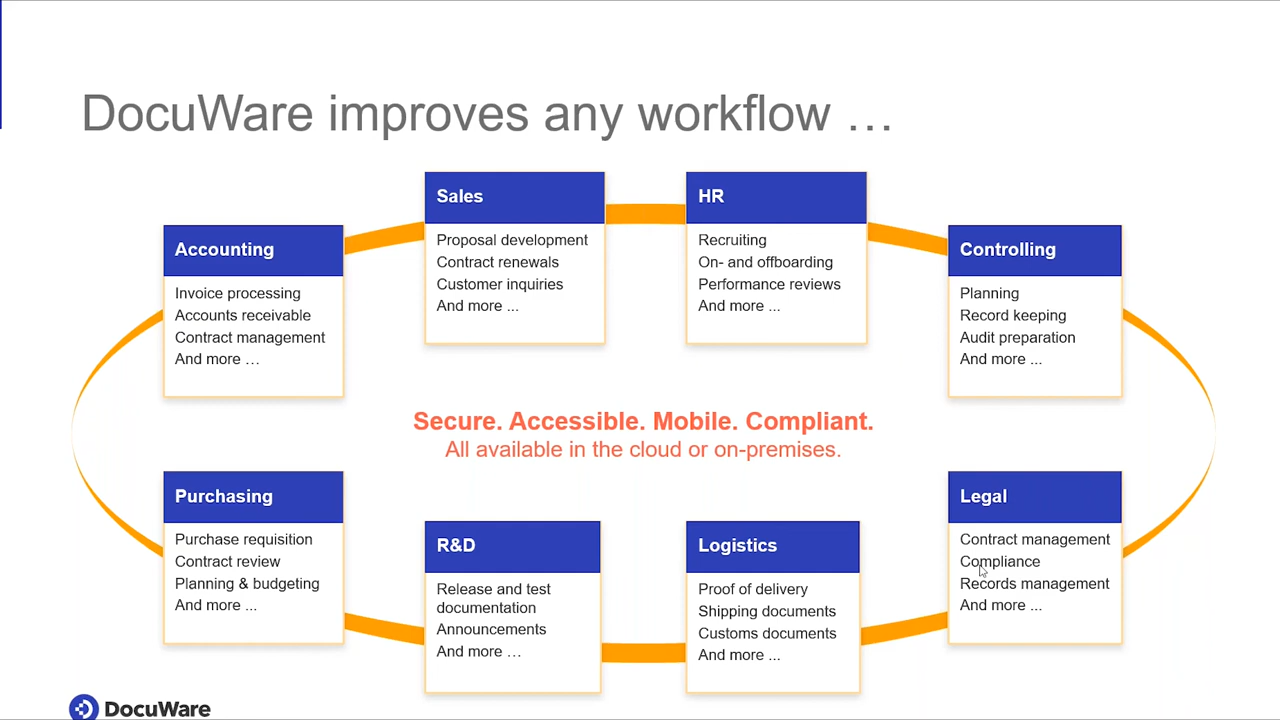 DocuWare improves any workflow …
Sales
Proposal development
Contract renewals
Customer inquiries
And more ...
HR
Recruiting
On- and offboarding
Performance reviews
And more ...
Accounting
Invoice processing
Accounts receivable
Contract management
And more …
Controlling
Planning
Record keeping
Audit preparation
And more ...
Secure. Accessible. Mobile. Compliant.
All available in the cloud or on-premises.
Purchasing
Purchase requisition
Contract review
Planning & budgeting
And more ...
R&D
Release and test
documentation
Announcements
And more …
Logistics
Proof of delivery
Shipping documents
Customs documents
And more ...
Legal
Contract management
Compliance
Records management
And more ...
DocuWare